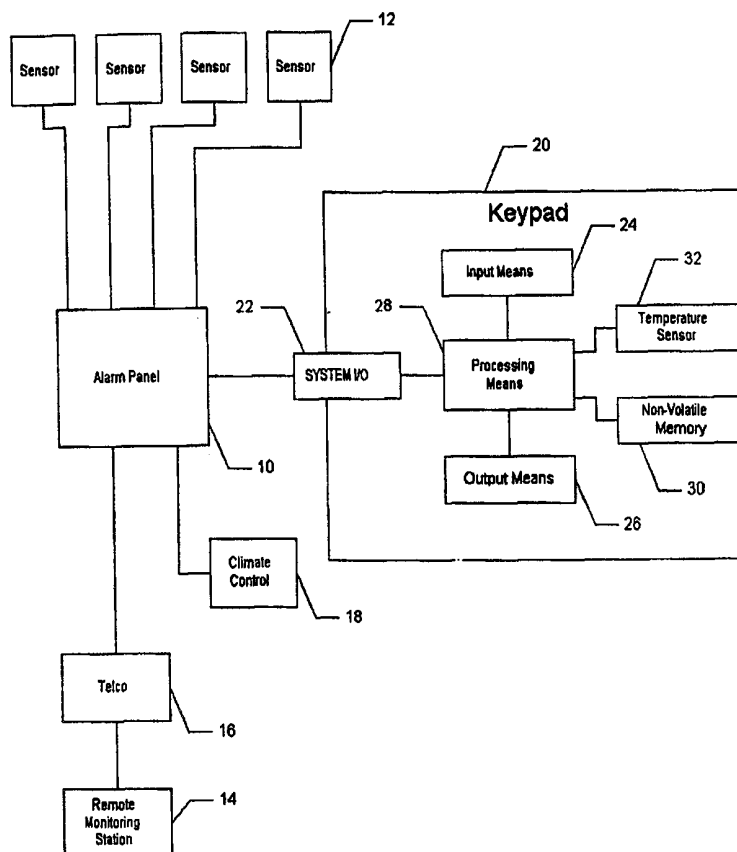 12
Sensor
Sensor
Sensor
Sensor
20
Keypad
24
Input Means
32
Temperature
Sensor
22
28
SYSTEM I/O
Processing
Means
Alarm Panel
Non-Volatile
Memory
10
30
Output Means
26
Climate
Control
18
Telco
16
Remote
Monitoring
Station
14